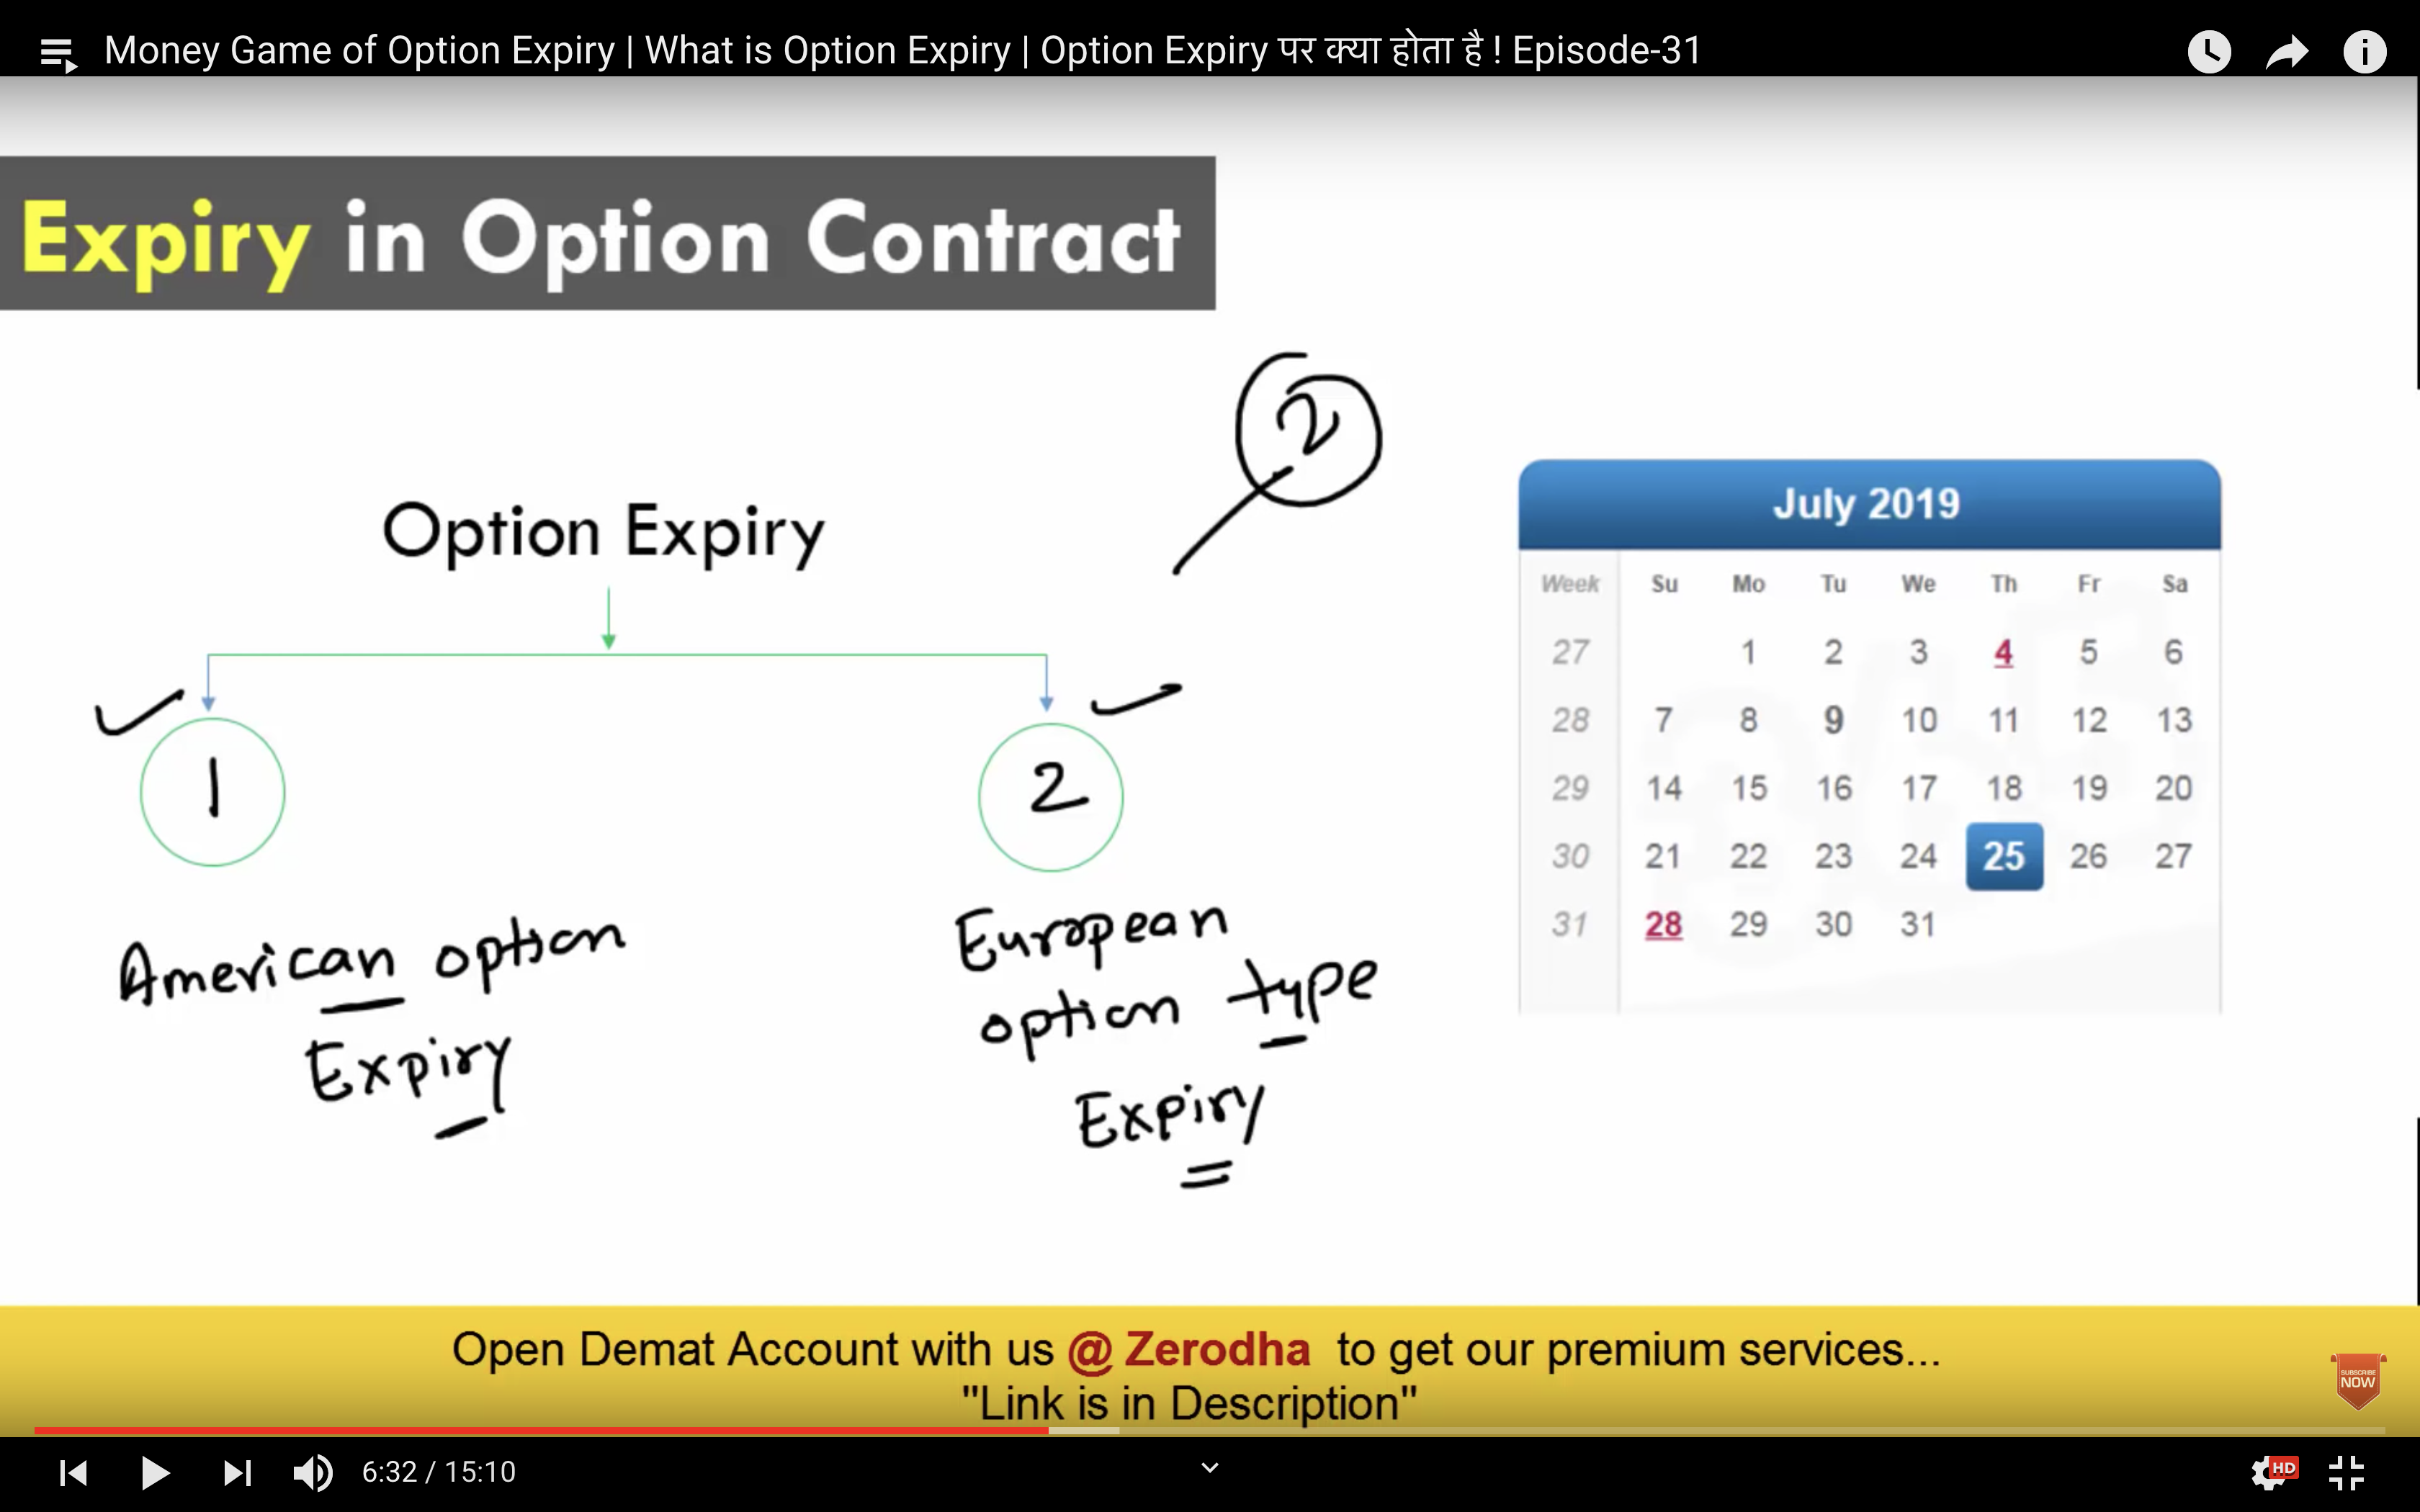 Money Game of Option Expiry | What is Option Expiry | Option Expiry पर क्या होता है ! Episode-31
Expiry in Option Contract
2
Option Expiry
1
2
American option
Expiry
European
option type
Expiry
July 2019
Week Su Mo Tu We Th Fr Sa
27 1 2 3 4 5 6
28 7 8 9 10 11 12 13
29 14 15 16 17 18 19 20
30 21 22 23 24 25 26 27
31 28 29 30 31
Open Demat Account with us @ Zerodha to get our premium services...
"Link is in Description"
SUBSCRIBE
NOW
6:32 / 15:10
HD